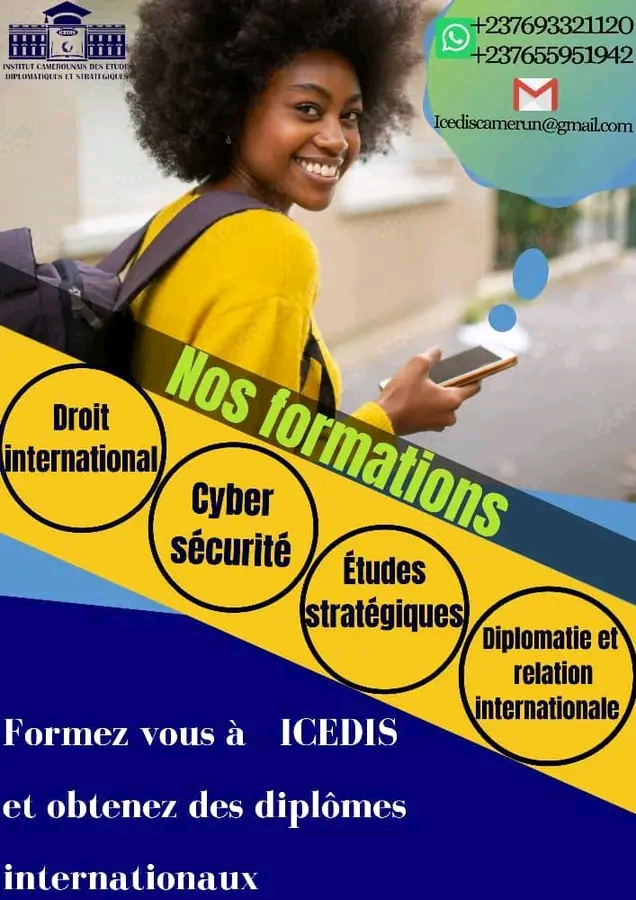 INSTITUT CAMEROUNAIS DES ETUDES
DIPLOMATIQUES ET STRATEGIQUES
ICEDIS
+237693321120
+237655951942
Icediscamerun@gmail.com
Nos formations
Droit
international
Cyber
sécurité
Études
stratégiques
Diplomatie et
relation
internationale
Formez vous à ICEDIS
et obtenez des diplômes
internationaux